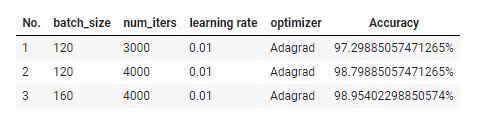 No. batch_size num_iters learning rate optimizer Accuracy
1 120 3000 0.01 Adagrad 97.29885057471265%
2 120 4000 0.01 Adagrad 98.79885057471265%
3 160 4000 0.01 Adagrad 98.95402298850574%